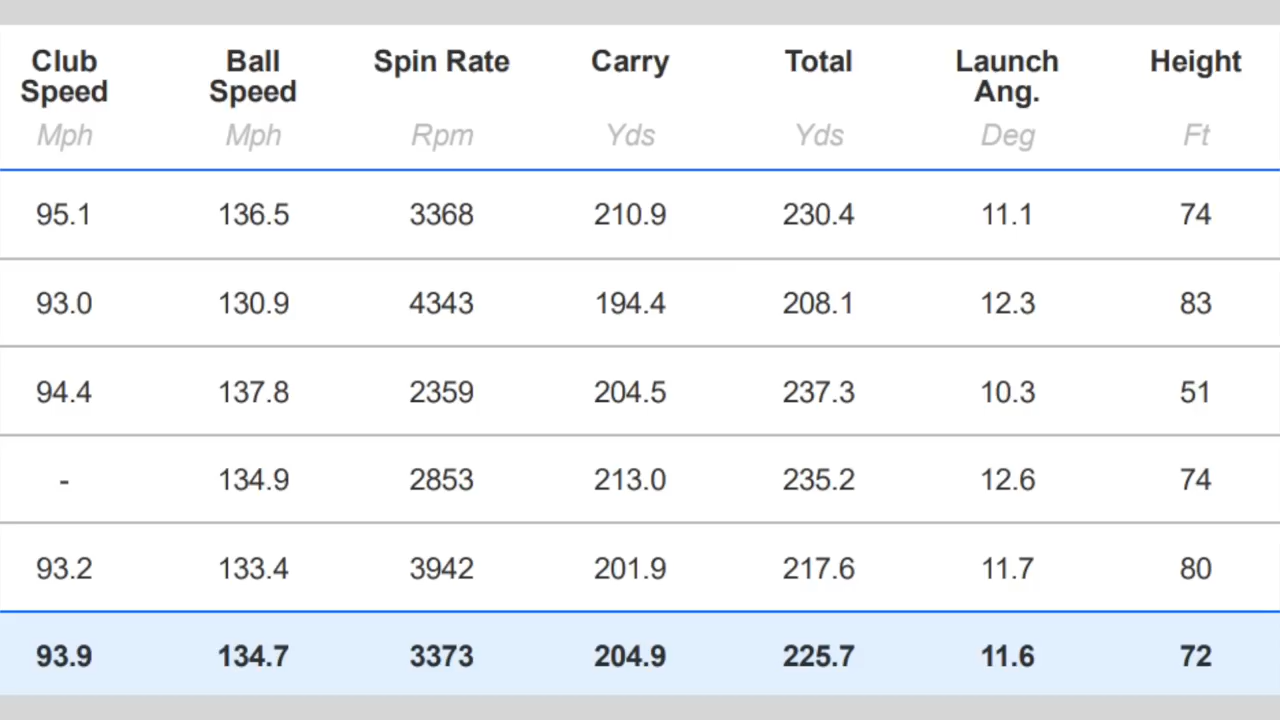 Club Speed Ball Speed Spin Rate Carry Total Launch Ang. Height
Mph Mph Rpm Yds Yds Deg Ft
95.1 136.5 3368 210.9 230.4 11.1 74
93.0 130.9 4343 194.4 208.1 12.3 83
94.4 137.8 2359 204.5 237.3 10.3 51
- 134.9 2853 213.0 235.2 12.6 74
93.2 133.4 3942 201.9 217.6 11.7 80
93.9 134.7 3373 204.9 225.7 11.6 72